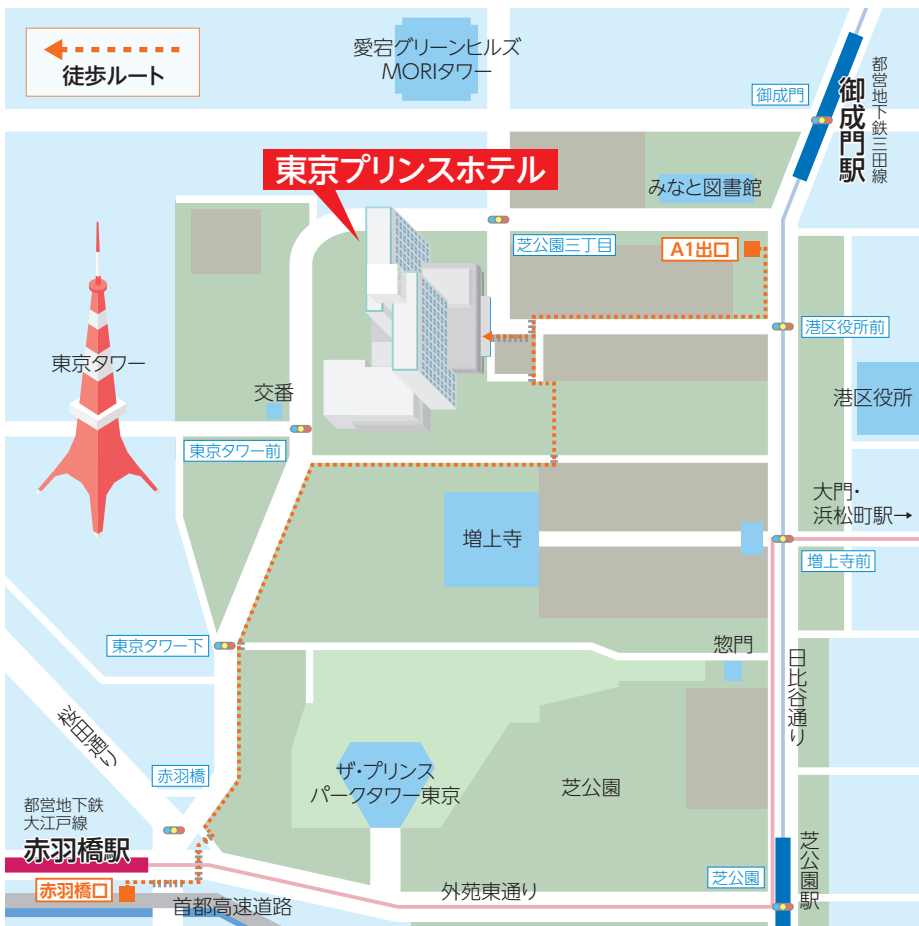 徒歩ルート
愛宕グリーンヒルズ
MORIタワー
御成門
御成門駅
都営地下鉄三田線
東京プリンスホテル
みなと図書館
芝公園三丁目
A1出口
港区役所前
東京タワー
交番
港区役所
東京タワー前
大門・
浜松町駅→
増上寺
増上寺前
東京タワー下
惣門
日比谷通り
桜田通り
赤羽橋
ザ・プリンス
パークタワー東京
芝公園
都営地下鉄
大江戸線
赤羽橋駅
芝公園駅
赤羽橋口
芝公園
外苑東通り
首都高速道路